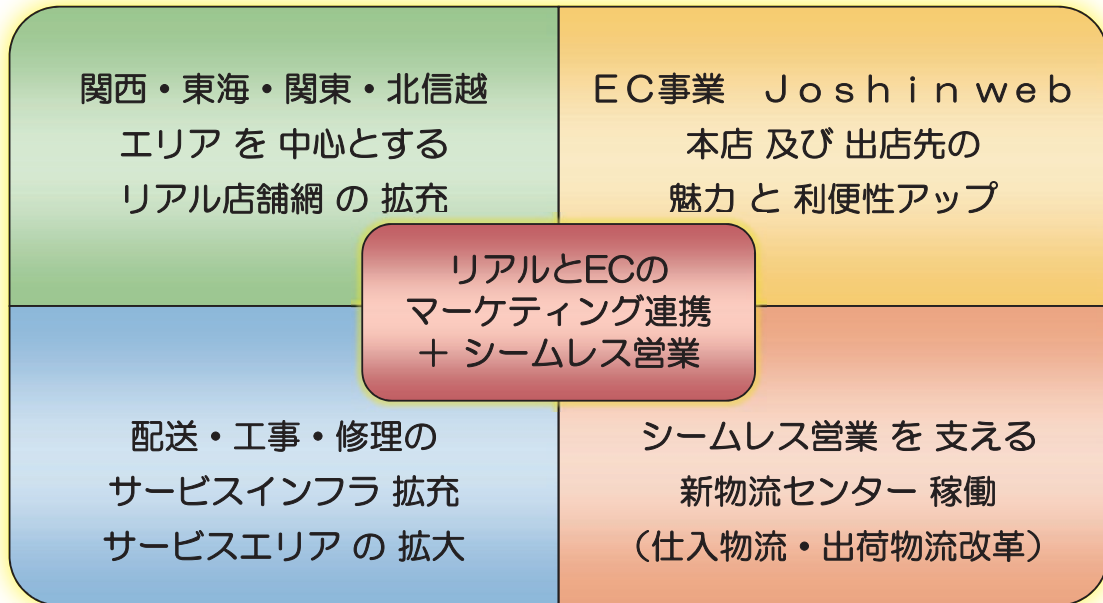 関西・東海・関東・北信越
エリア を 中心とする
リアル店舗網 の 拡充
EC事業　Joshinweb
本店 及び 出店先の
魅力 と 利便性アップ
リアルとECの
マーケティング連携
＋ シームレス営業
配送・工事・修理の
サービスインフラ 拡充
サービスエリア の 拡大
シームレス営業 を 支える
新物流センター 稼働
（仕入物流・出荷物流改革）